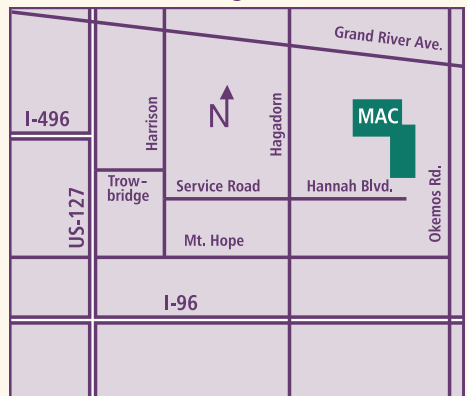 Grand River Ave.
MAC
I-496
Harrison
N
Hagadorn
Trow-
bridge
Service Road
Hannah Blvd.
Okemos Rd.
US-127
Mt. Hope
I-96